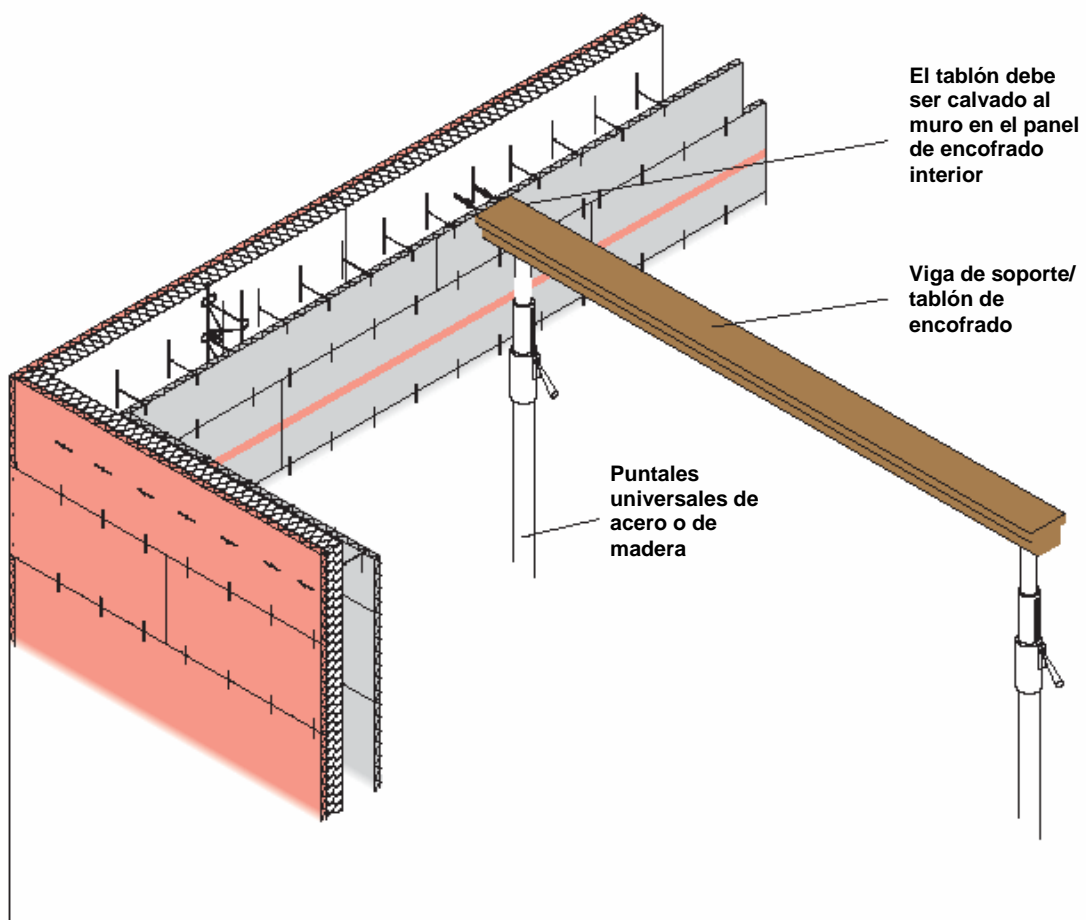 El tablón debe
ser calvado al
muro en el panel
de encofrado
interior
Viga de soporte/
tablón de
encofrado
Puntales
universales de
acero o de
madera